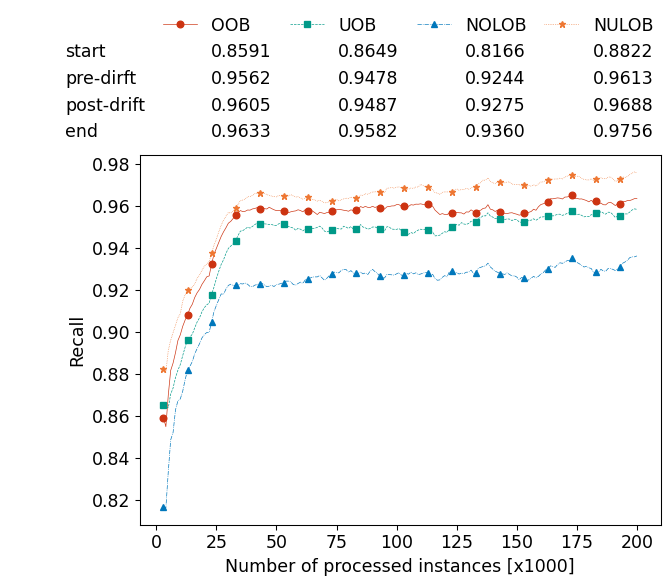 OOB UOB NOLOB NULOB
start 0.8591 0.8649 0.8166 0.8822
pre-dirft 0.9562 0.9478 0.9244 0.9613
post-drift 0.9605 0.9487 0.9275 0.9688
end 0.9633 0.9582 0.9360 0.9756
0.98
0.96
0.94
0.92
0.90
0.88
0.86
0.84
0.82
Recall
0 25 50 75 100 125 150 175 200
Number of processed instances [x1000]